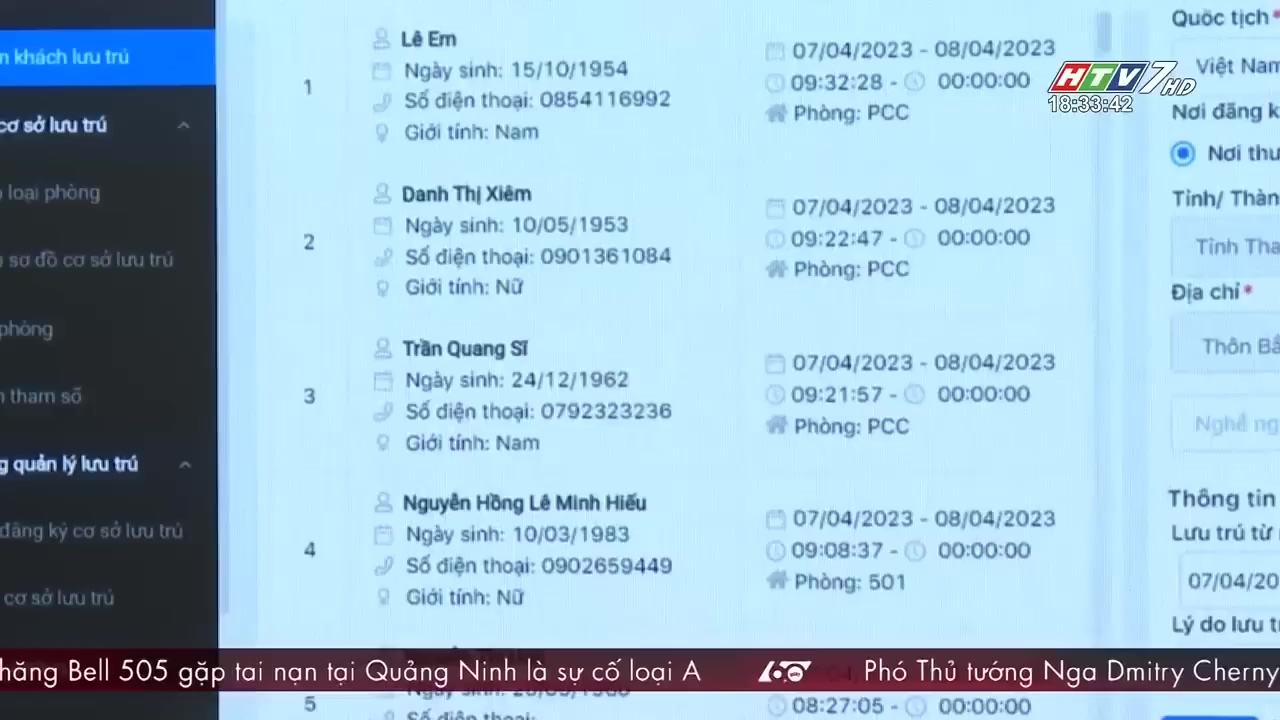 n khách lưu trú
cơ sở lưu trú
loại phòng
sơ đồ cơ sở lưu trú
phòng
tham số
g quản lý lưu trú
đăng ký cơ sở lưu trú
cơ sở lưu trú
1
Lê Em
Ngày sinh: 15/10/1954
Số điện thoại: 0854116992
Giới tính: Nam
07/04/2023 - 08/04/2023
09:32:28 - 00:00:00
Phòng: PCC
2
Danh Thị Xiêm
Ngày sinh: 10/05/1953
Số điện thoại: 0901361084
Giới tính: Nữ
07/04/2023 - 08/04/2023
09:22:47 - 00:00:00
Phòng: PCC
3
Trần Quang Sĩ
Ngày sinh: 24/12/1962
Số điện thoại: 0792323236
Giới tính: Nam
07/04/2023 - 08/04/2023
09:21:57 - 00:00:00
Phòng: PCC
4
Nguyễn Hồng Lê Minh Hiếu
Ngày sinh: 10/03/1983
Số điện thoại: 0902659449
Giới tính: Nữ
07/04/2023 - 08/04/2023
09:08:37 - 00:00:00
Phòng: 501
5
Số điện thoại:
08:27:05 - 00:00:00
Quốc tịch*
Việt Nam
Nơi đăng k
Nơi thư
Tỉnh/ Thàn
Tỉnh Tha
Địa chỉ*
Thôn Bả
Nghề ng
Thông tin
Lưu trú từ
07/04/20
Lý do lưu t
HTV7 HD
18:33:42
hăng Bell 505 gặp tai nạn tại Quảng Ninh là sự cố loại A
60 giây
Phó Thủ tướng Nga Dmitry Cherny